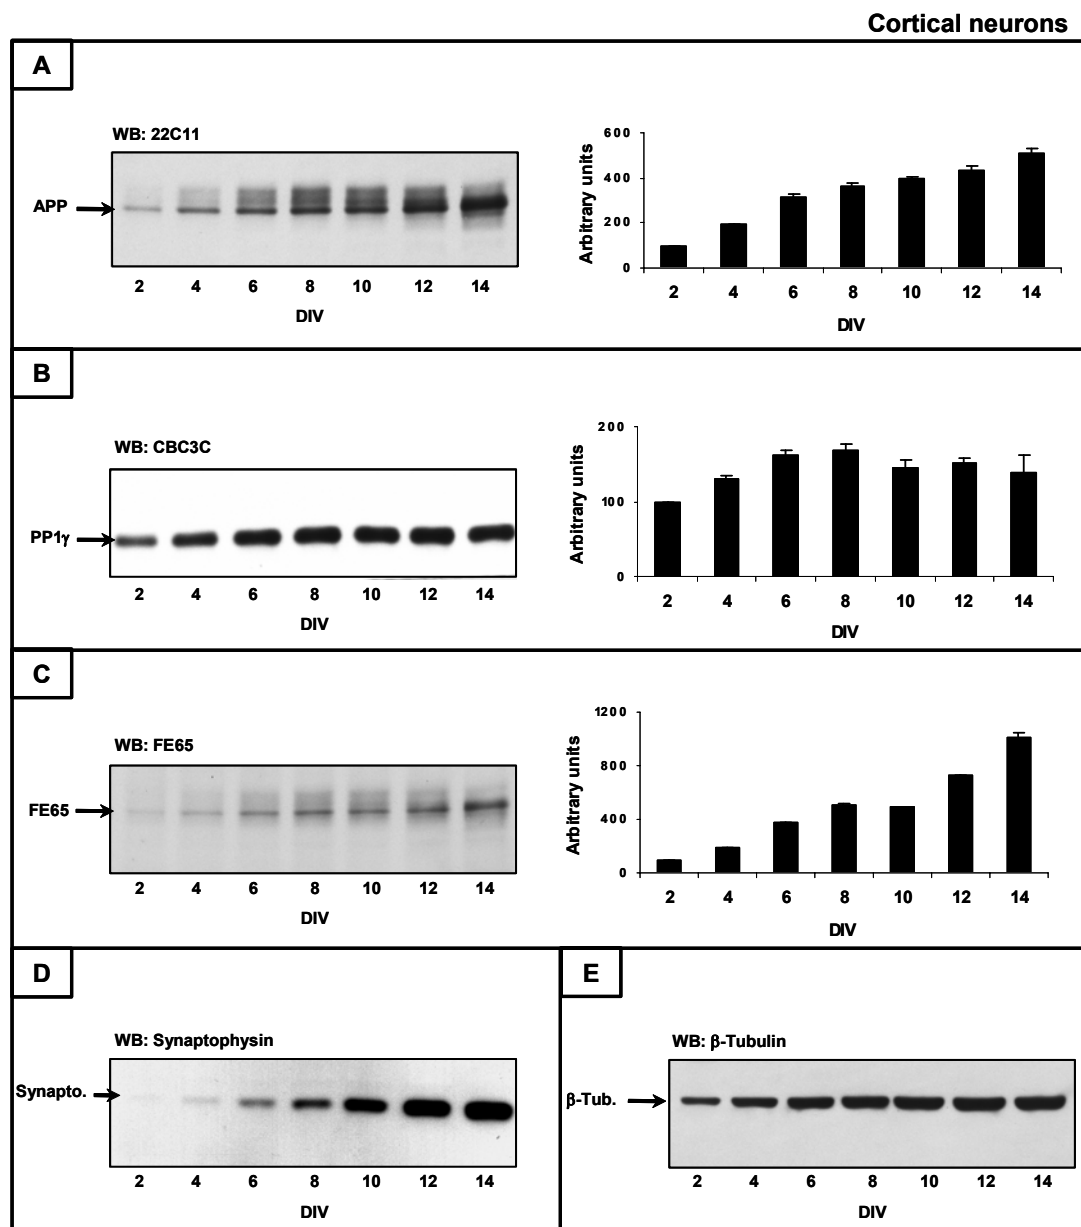 Cortical neurons
A
WB: 22C11
APP
2 4 6 8 10 12 14
DIV
Arbitrary units
600
400
200
0
2 4 6 8 10 12 14
DIV
B
WB: CBC3C
PP1γ
2 4 6 8 10 12 14
DIV
Arbitrary units
200
100
0
2 4 6 8 10 12 14
DIV
C
WB: FE65
FE65
2 4 6 8 10 12 14
DIV
Arbitrary units
1200
800
400
0
2 4 6 8 10 12 14
DIV
D
WB: Synaptophysin
Synapto.
2 4 6 8 10 12 14
DIV
E
WB: β-Tubulin
β-Tub.
2 4 6 8 10 12 14
DIV